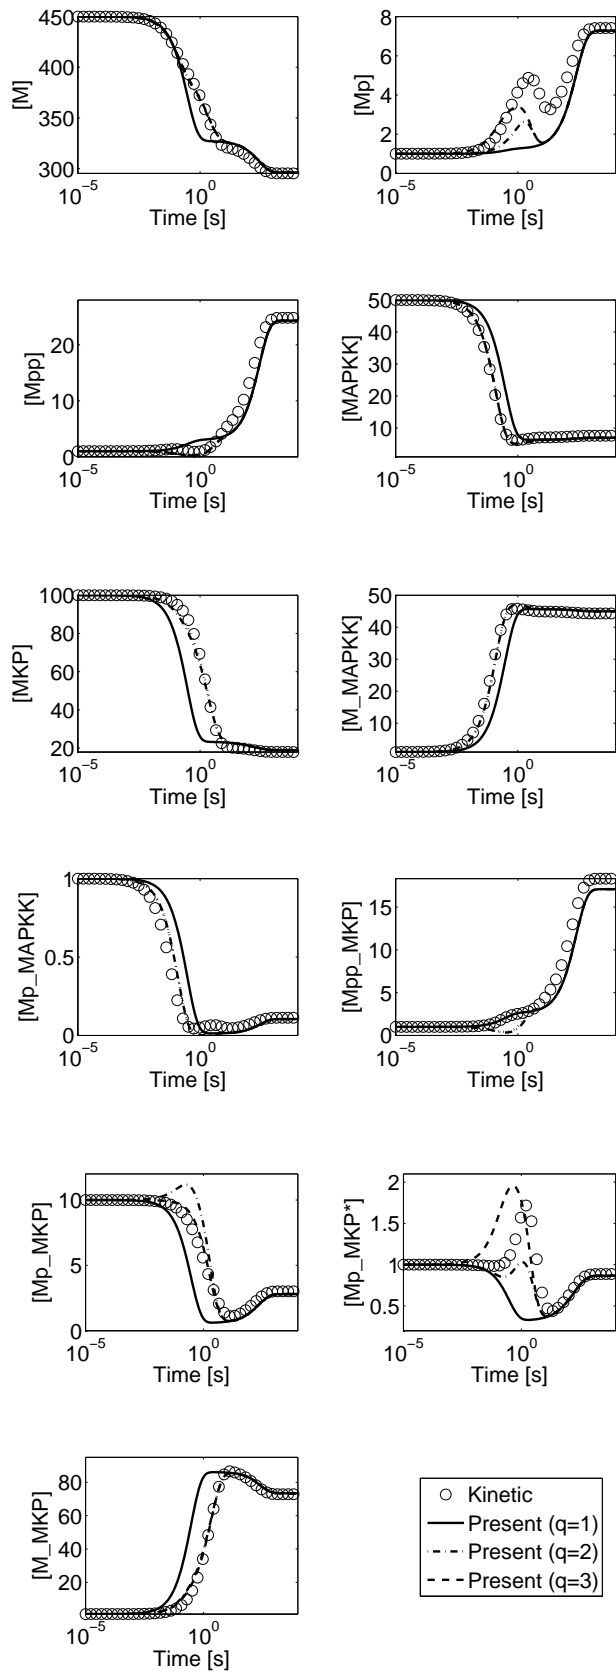 450
400
350
300
[M]
10^-5
10^0
Time [s]
8
6
4
2
0
[Mp]
10^-5
10^0
Time [s]
20
10
0
[Mpp]
10^-5
10^0
Time [s]
50
40
30
20
10
[MAPKK]
10^-5
10^0
Time [s]
100
80
60
40
20
[MKP]
10^-5
10^0
Time [s]
50
40
30
20
10
[M_MAPKK]
10^-5
10^0
Time [s]
1
0.5
0
[Mp_MAPKK]
10^-5
10^0
Time [s]
15
10
5
0
[Mpp_MKP]
10^-5
10^0
Time [s]
10
5
0
[Mp_MKP]
10^-5
10^0
Time [s]
2
1.5
1
0.5
[Mp_MKP*]
10^-5
10^0
Time [s]
80
60
40
20
[M_MKP]
10^-5
10^0
Time [s]
Kinetic
Present (q=1)
Present (q=2)
Present (q=3)